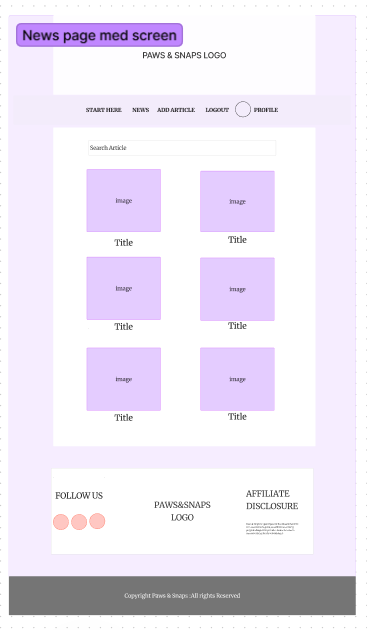 News page med screen
PAWS & SNAPS LOGO
START HERE NEWS ADD ARTICLE LOGOUT PROFILE
Search Article
image image
Title Title
image image
Title Title
image image
Title Title
FOLLOW US
PAWS&SNAPS
LOGO
AFFILIATE
DISCLOSURE
Copyright Paws & Snaps :All rights Reserved